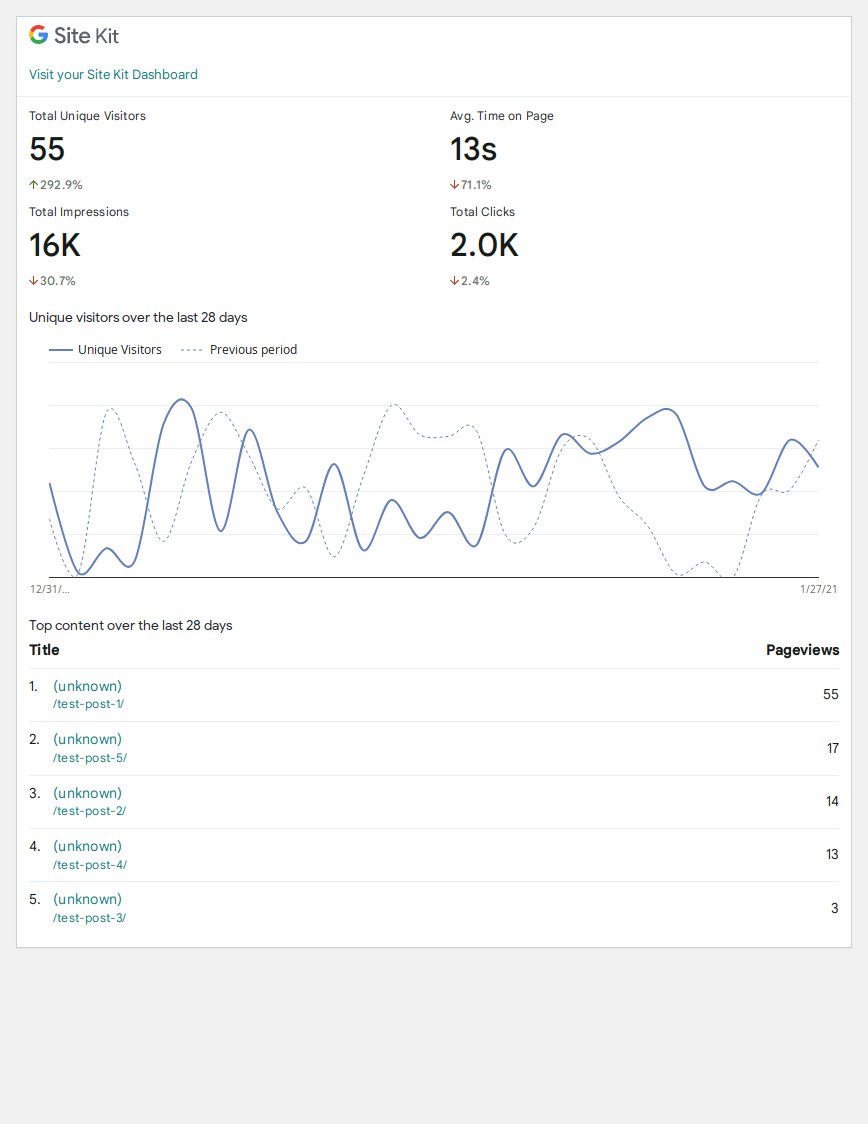 Site Kit
Visit your Site Kit Dashboard
Total Unique Visitors
55
↑292.9%
Avg. Time on Page
13s
↓71.1%
Total Impressions
16K
↓30.7%
Total Clicks
2.0K
↓2.4%
Unique visitors over the last 28 days
Unique Visitors Previous period
12/31/... 1/27/21
Top content over the last 28 days
Title Pageviews
1. (unknown) 55
/test-post-1/
2. (unknown) 17
/test-post-5/
3. (unknown) 14
/test-post-2/
4. (unknown) 13
/test-post-4/
5. (unknown) 3
/test-post-3/